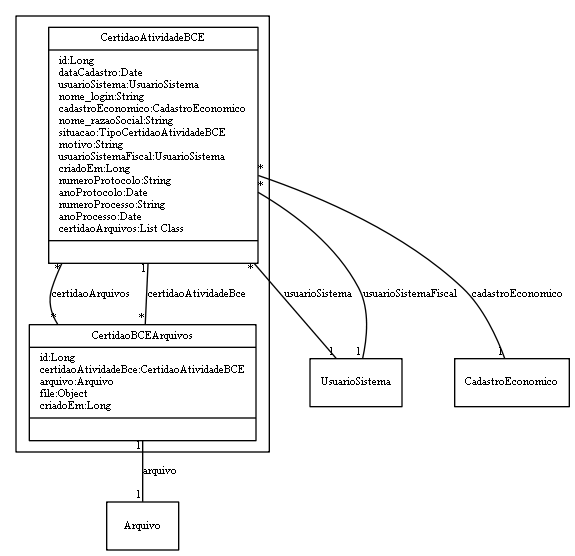 CertidaoAtividadeBCE
id:Long
dataCadastro:Date
usuarioSistema:UsuarioSistema
nome_login:String
cadastroEconomico:CadastroEconomico
nome_razaoSocial:String
situacao:TipoCertidaoAtividadeBCE
motivo:String
usuarioSistemaFiscal:UsuarioSistema
criadoEm:Long
numeroProtocolo:String
anoProtocolo:Date
numeroProcesso:String
anoProcesso:Date
certidaoArquivos:List Class
*
*
* 1 *
certidaoArquivos certidaoAtividadeBce usuarioSistema usuarioSistemaFiscal cadastroEconomico
* *
1 1 1
CertidaoBCEArquivos
id:Long
certidaoAtividadeBce:CertidaoAtividadeBCE
arquivo:Arquivo
file:Object
criadoEm:Long
UsuarioSistema CadastroEconomico
1
arquivo
1
Arquivo